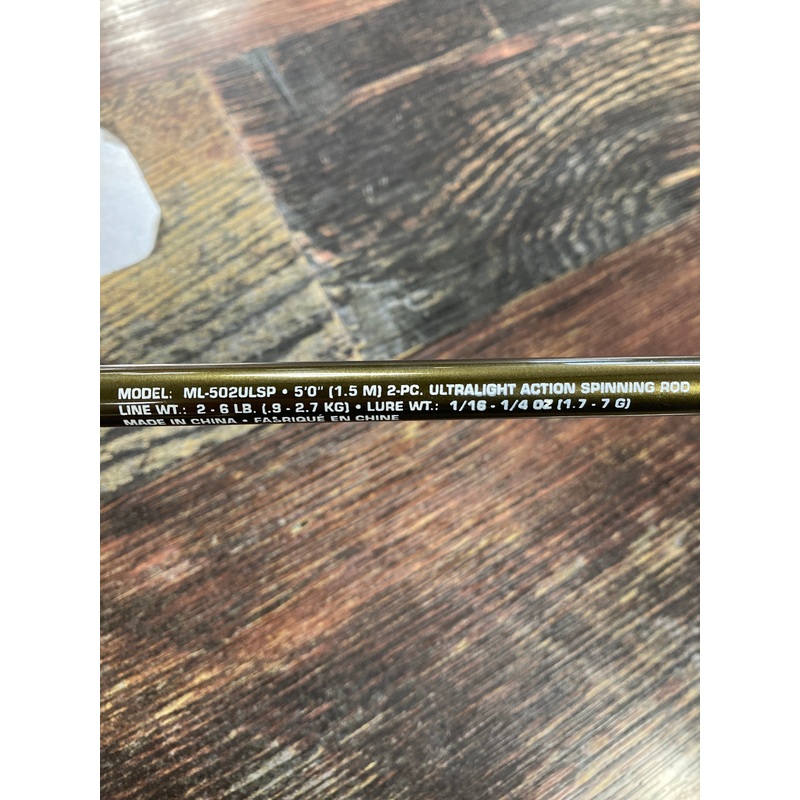 MODEL: ML-502ULSP • 5'0" (1.5 M) 2-PC. ULTRALIGHT ACTION SPINNING ROD
LINE WT.: 2 - 6 LB. (.9 - 2.7 KG) • LURE WT.: 1/16 - 1/4 OZ (1.7 - 7 G)
MADE IN CHINA • FABRIQUÉ EN CHINE